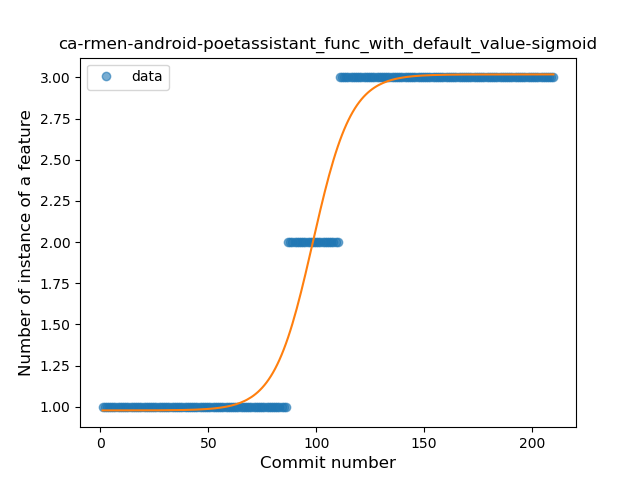 ca-rmen-android-poetassistant_func_with_default_value-sigmoid
data
Number of instance of a feature
3.00
2.75
2.50
2.25
2.00
1.75
1.50
1.25
1.00
0 50 100 150 200
Commit number